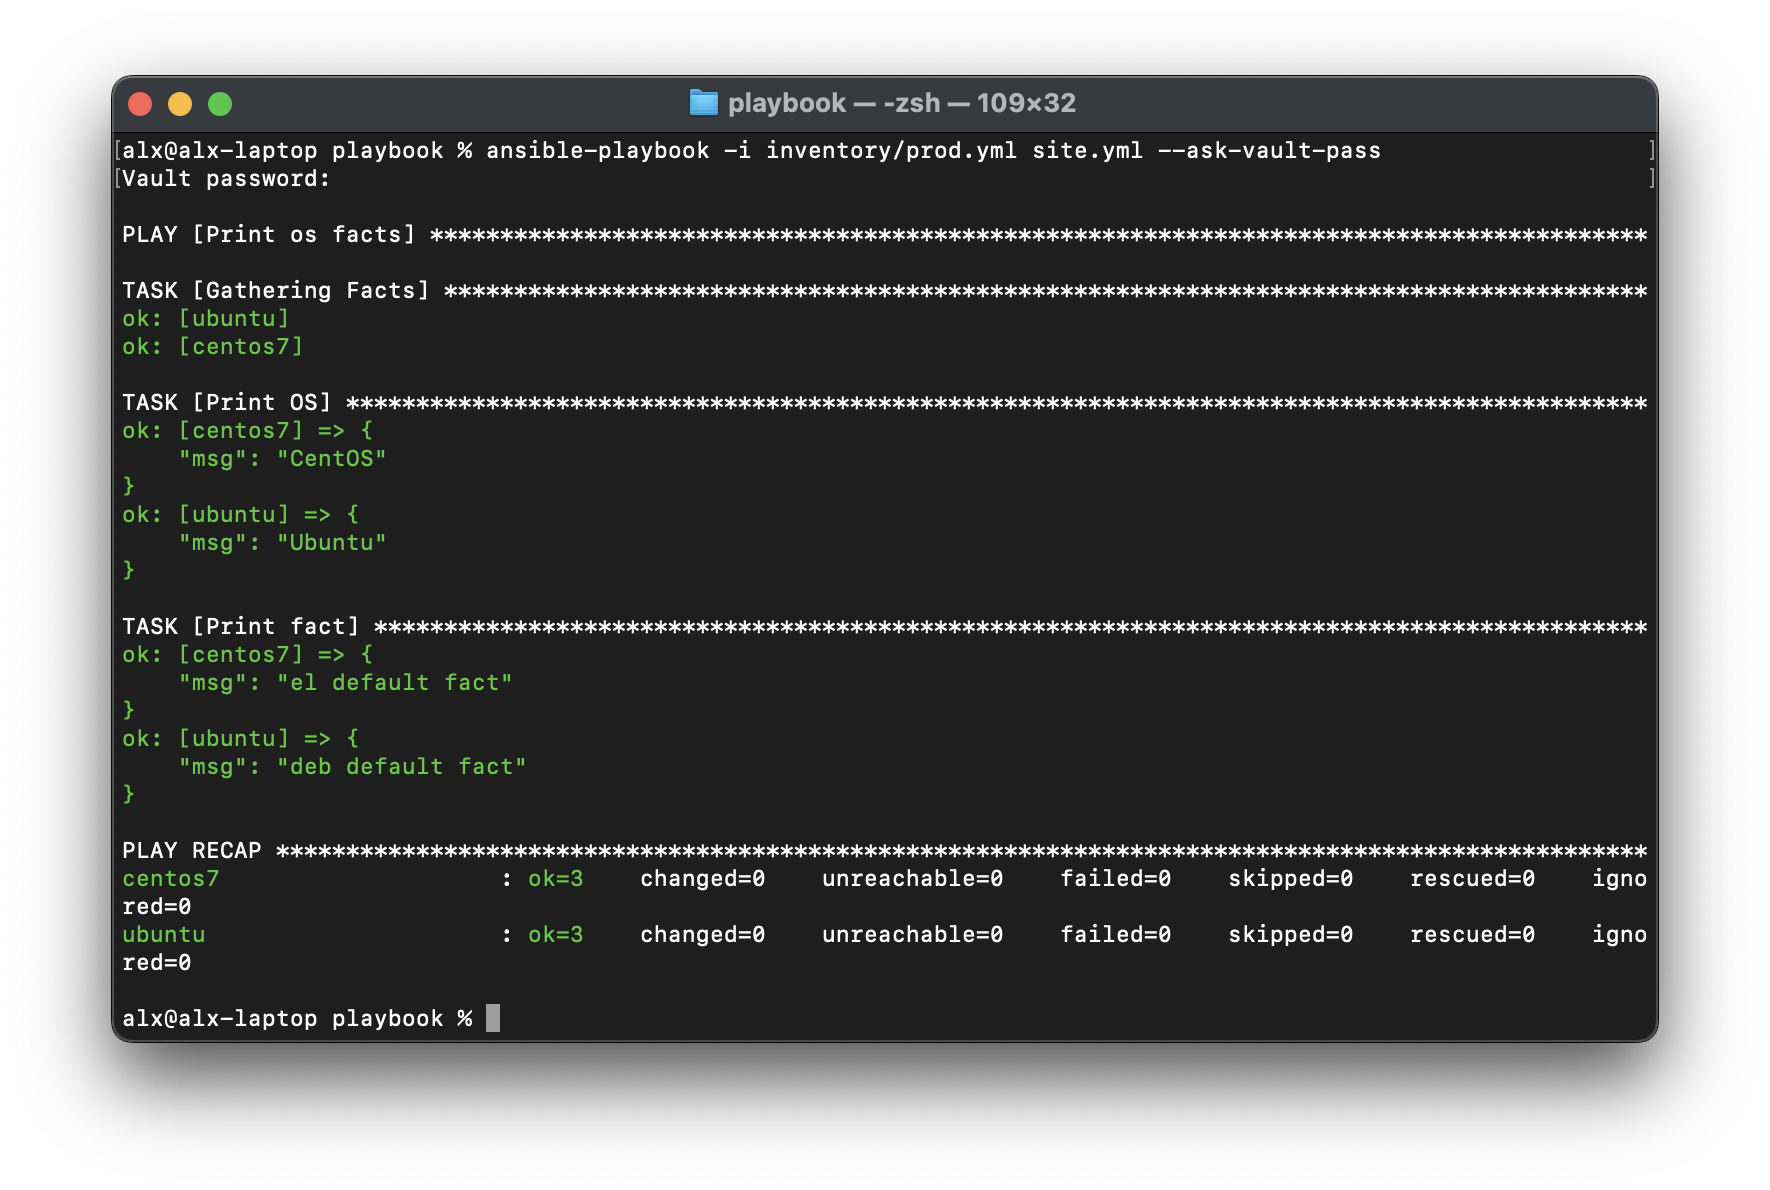 playbook — -zsh — 109×32
[alx@alx-laptop playbook % ansible-playbook -i inventory/prod.yml site.yml --ask-vault-pass ]
[Vault password: ]
PLAY [Print os facts] ***************************************************************************************
TASK [Gathering Facts] **************************************************************************************
ok: [ubuntu]
ok: [centos7]
TASK [Print OS] *********************************************************************************************
ok: [centos7] => {
    "msg": "CentOS"
}
ok: [ubuntu] => {
    "msg": "Ubuntu"
}
TASK [Print fact] *******************************************************************************************
ok: [centos7] => {
    "msg": "el default fact"
}
ok: [ubuntu] => {
    "msg": "deb default fact"
}
PLAY RECAP **************************************************************************************************
centos7                    : ok=3    changed=0    unreachable=0    failed=0    skipped=0    rescued=0    igno
red=0
ubuntu                     : ok=3    changed=0    unreachable=0    failed=0    skipped=0    rescued=0    igno
red=0
alx@alx-laptop playbook %